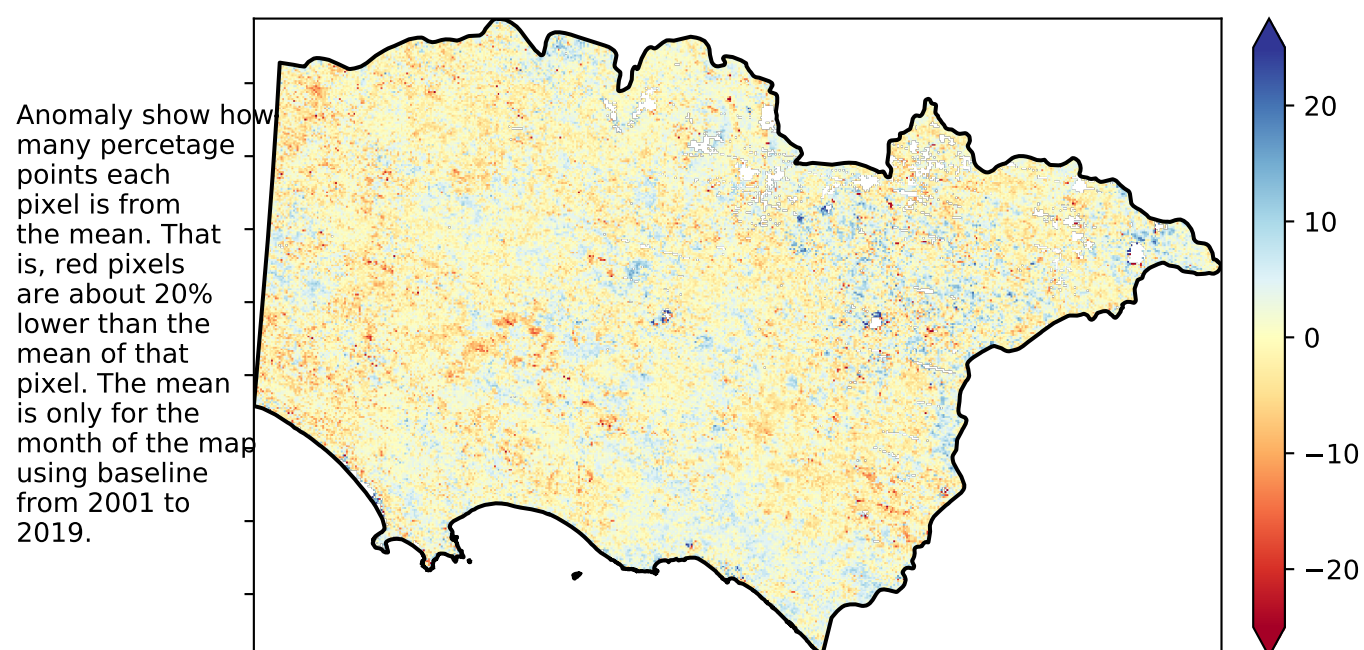 Anomaly show how
many percetage
points each
pixel is from
the mean. That
is, red pixels
are about 20%
lower than the
mean of that
pixel. The mean
is only for the
month of the map
using baseline
from 2001 to
2019.
20
10
0
−10
−20